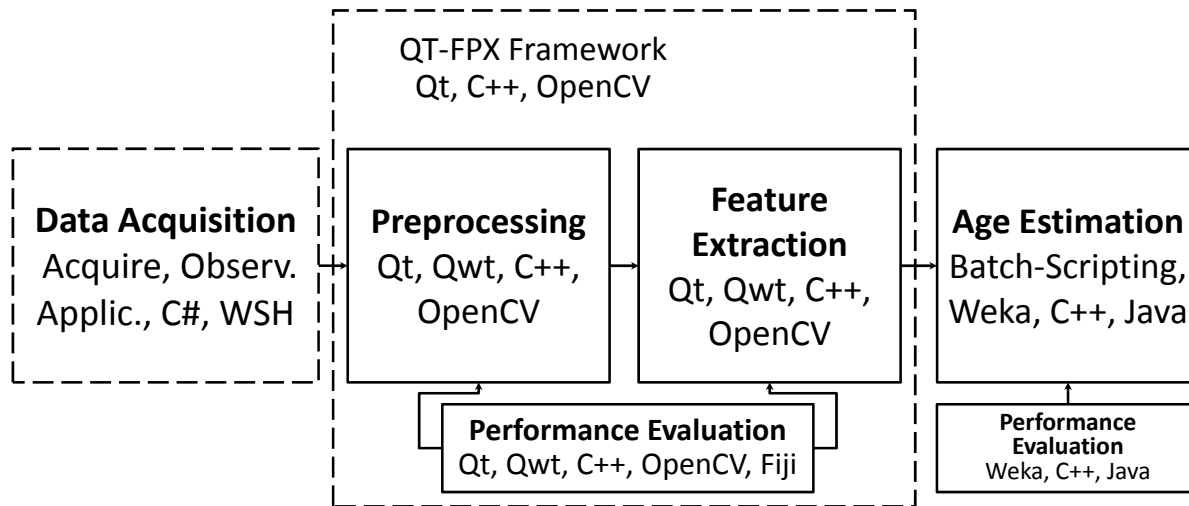 QT-FPX Framework
Qt, C++, OpenCV
Data Acquisition
Acquire, Observ.
Applic., C#, WSH
Preprocessing
Qt, Qwt, C++,
OpenCV
Feature
Extraction
Qt, Qwt, C++,
OpenCV
Age Estimation
Batch-Scripting,
Weka, C++, Java
Performance Evaluation
Qt, Qwt, C++, OpenCV, Fiji
Performance
Evaluation
Weka, C++, Java